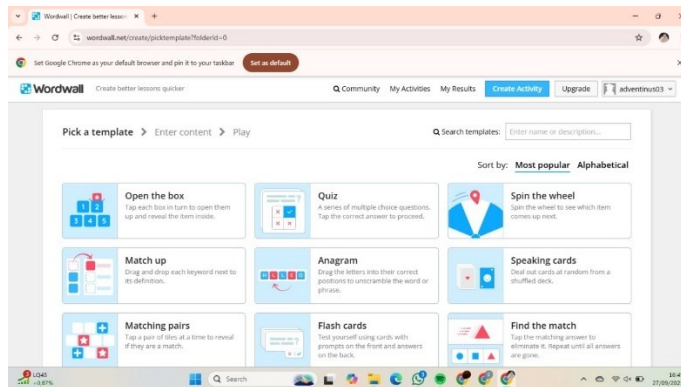 Wordwall | Create better lesson
wordwall.net/create/picktemplate?folderId=0
Set Google Chrome as your default browser and pin it to your taskbar Set as default
Wordwall Create better lessons quicker Community My Activities My Results Create Activity Upgrade adventinus03
Pick a template > Enter content > Play Search templates: Enter name or description...
Sort by: Most popular Alphabetical
Open the box
Tap each box in turn to open them
up and reveal the item inside.
Quiz
A series of multiple choice questions.
Tap the correct answer to proceed.
Spin the wheel
Spin the wheel to see which item
comes up next.
1 2
3 4 5
Match up
Drag and drop each keyword next to
its definition.
Anagram
Drag the letters into their correct
positions to unscramble the word or
phrase.
Speaking cards
Deal out cards at random from a
shuffled deck.
Matching pairs
Tap a pair of tiles at a time to reveal
if they are a match.
Flash cards
Test yourself using cards with
prompts on the front and answers
on the back.
Find the match
Tap the matching answer to
eliminate it. Repeat until all answers
are gone.
LQ45
-0,87%
Search